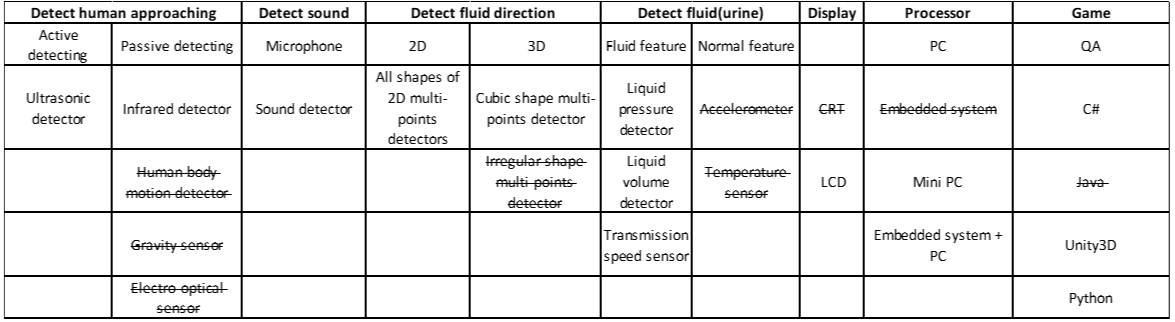 Detect human approaching Detect sound Detect fluid direction Detect fluid(urine) Display Processor Game
Active
detecting
Passive detecting
Microphone
2D
3D
Fluid feature
Normal feature
PC
QA
Ultrasonic
detector
Infrared detector
Sound detector
All shapes of
2D multi-
points
detectors
Cubic shape multi-
points detector
Liquid
pressure
detector
Accelerometer
CRT
Embedded system
C#
Human body
motion detector
Irregular shape
multi-points
detector
Liquid
volume
detector
Temperature
sensor
LCD
Mini PC
Java
Gravity sensor
Transmission
speed sensor
Embedded system +
PC
Unity3D
Electro optical
sensor
Python